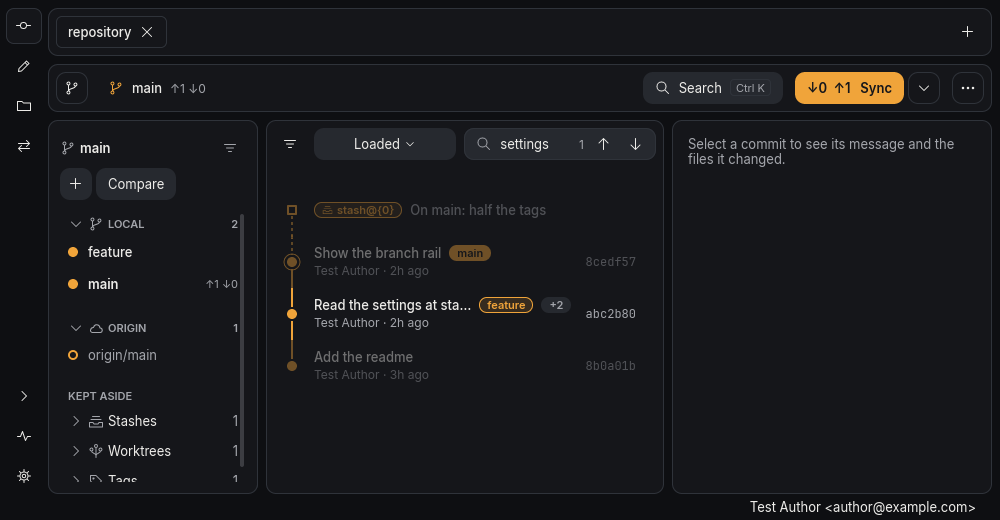 repository
main ↑1 ↓0
Search Ctrl K
↓0 ↑1 Sync
main
Compare
LOCAL 2
feature
main ↑1 ↓0
ORIGIN 1
origin/main
KEPT ASIDE
Stashes 1
Worktrees 1
Tags 1
Loaded
settings 1
stash@{0} On main: half the tags
Show the branch rail main
Test Author · 2h ago 8cedf57
Read the settings at sta… feature +2
Test Author · 2h ago abc2b80
Add the readme
Test Author · 3h ago 8b0a01b
Select a commit to see its message and the
files it changed.
Test Author <author@example.com>